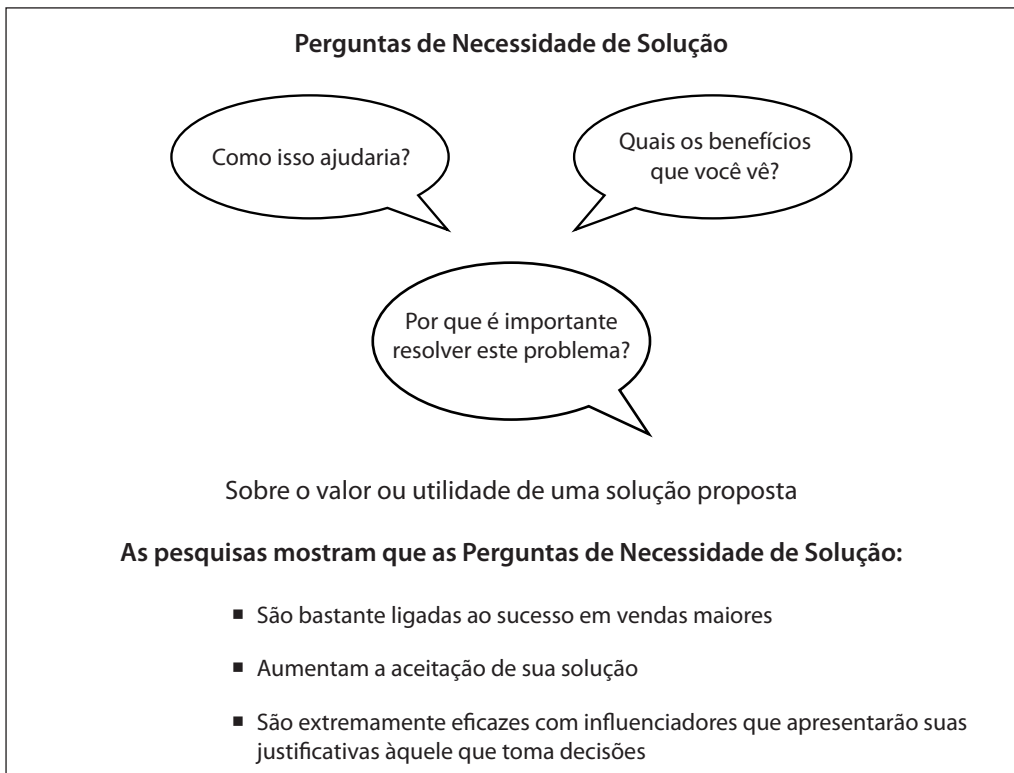 Perguntas de Necessidade de Solução
Como isso ajudaria?
Quais os benefícios
que você vê?
Por que é importante
resolver este problema?
Sobre o valor ou utilidade de uma solução proposta
As pesquisas mostram que as Perguntas de Necessidade de Solução:
▪ São bastante ligadas ao sucesso em vendas maiores
▪ Aumentam a aceitação de sua solução
▪ São extremamente eficazes com influenciadores que apresentarão suas
justificativas àquele que toma decisões